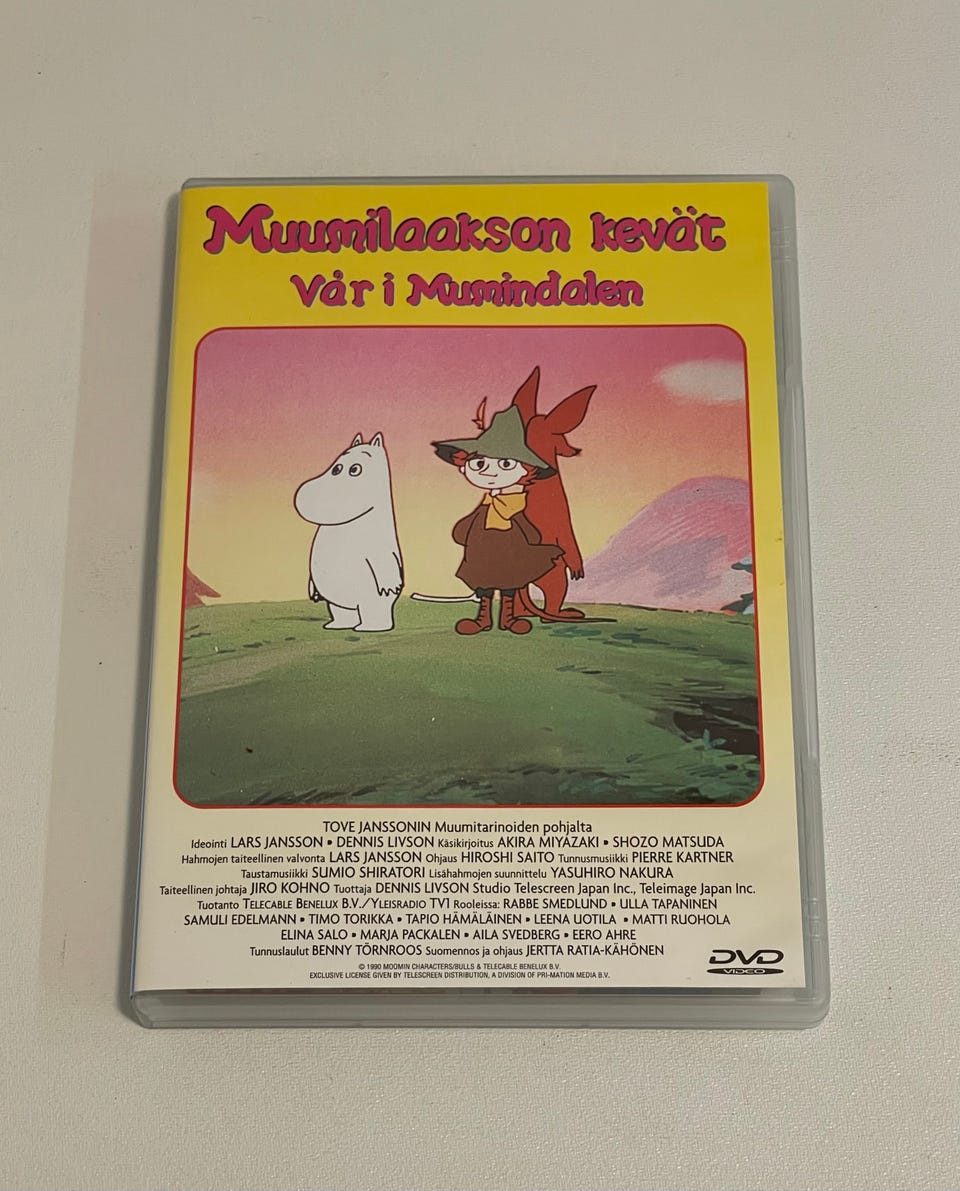 Muumilaakson kevät
Vår i Mumindalen
TOVE JANSSONIN Muumitarinoiden pohjalta
Ideointi LARS JANSSON • DENNIS LIVSON Käsikirjoitus AKIRA MIYAZAKI • SHOZO MATSUDA
Hahmojen taiteellinen valvonta LARS JANSSON Ohjaus HIROSHI SAITO Tunnusmusiikki PIERRE KARTNER
Taustamusiikki SUMIO SHIRATORI Lisähahmojen suunnittelu YASUHIRO NAKURA
Taiteellinen johtaja JIRO KOHNO Tuottaja DENNIS LIVSON Studio Telescreen Japan Inc., Teleimage Japan Inc.
Tuotanto TELECABLE BENELUX B.V./YLEISRADIO TV1 Rooleissa: RABBE SMEDLUND • ULLA TAPANINEN
SAMULI EDELMANN • TIMO TORIKKA • TAPIO HÄMÄLÄINEN • LEENA UOTILA • MATTI RUOHOLA
ELINA SALO • MARJA PACKALEN • AILA SVEDBERG • EERO AHRE
Tunnuslaulut BENNY TÖRNROOS Suomennos ja ohjaus JERTTA RATIA-KÄHÖNEN
© 1990 MOOMIN CHARACTERS/BULLS & TELECABLE BENELUX B.V.
EXCLUSIVE LICENSE GIVEN BY TELESCREEN DISTRIBUTION, A DIVISION OF PRI-MATION MEDIA B.V.
DVD
VIDEO